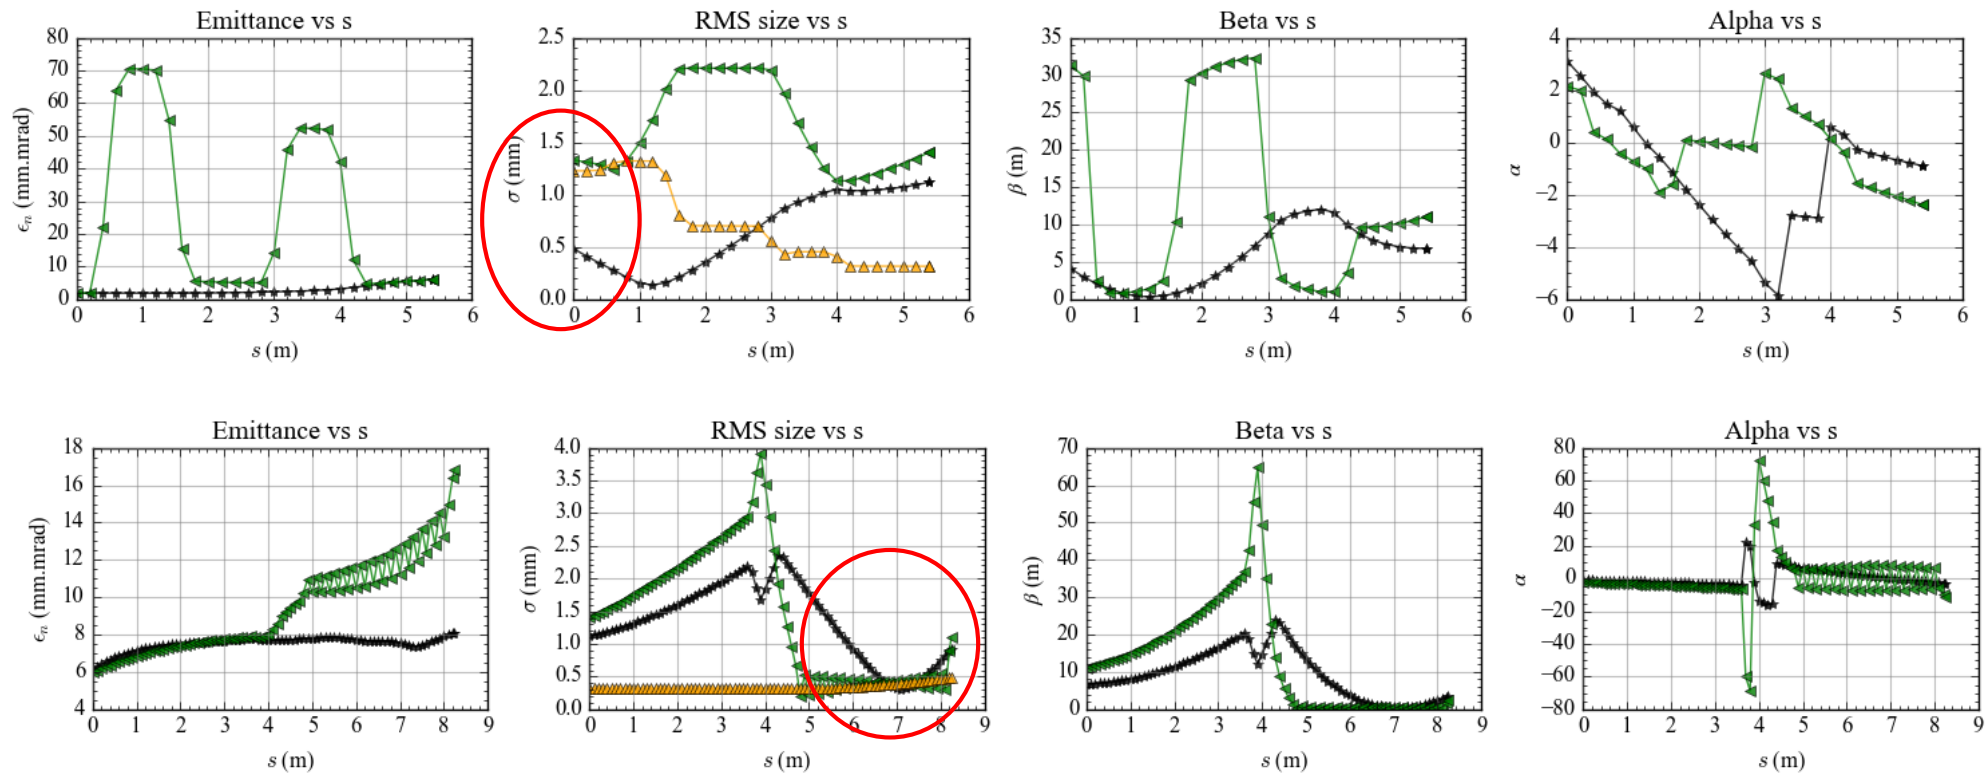 Emittance vs s
RMS size vs s
Beta vs s
Alpha vs s
80
70
60
50
40
30
20
10
0
ϵn (mm.mrad)
0 1 2 3 4 5 6
s (m)
2.5
2.0
1.5
1.0
0.5
0.0
σ (mm)
0 1 2 3 4 5 6
s (m)
35
30
25
20
15
10
5
0
β (m)
0 1 2 3 4 5 6
s (m)
4
2
0
−2
−4
−6
α
0 1 2 3 4 5 6
s (m)
Emittance vs s
RMS size vs s
Beta vs s
Alpha vs s
18
16
14
12
10
8
6
4
ϵn (mm.mrad)
0 1 2 3 4 5 6 7 8 9
s (m)
4.0
3.5
3.0
2.5
2.0
1.5
1.0
0.5
0.0
σ (mm)
0 1 2 3 4 5 6 7 8 9
s (m)
70
60
50
40
30
20
10
0
β (m)
0 1 2 3 4 5 6 7 8 9
s (m)
80
60
40
20
0
−20
−40
−60
−80
α
0 1 2 3 4 5 6 7 8 9
s (m)